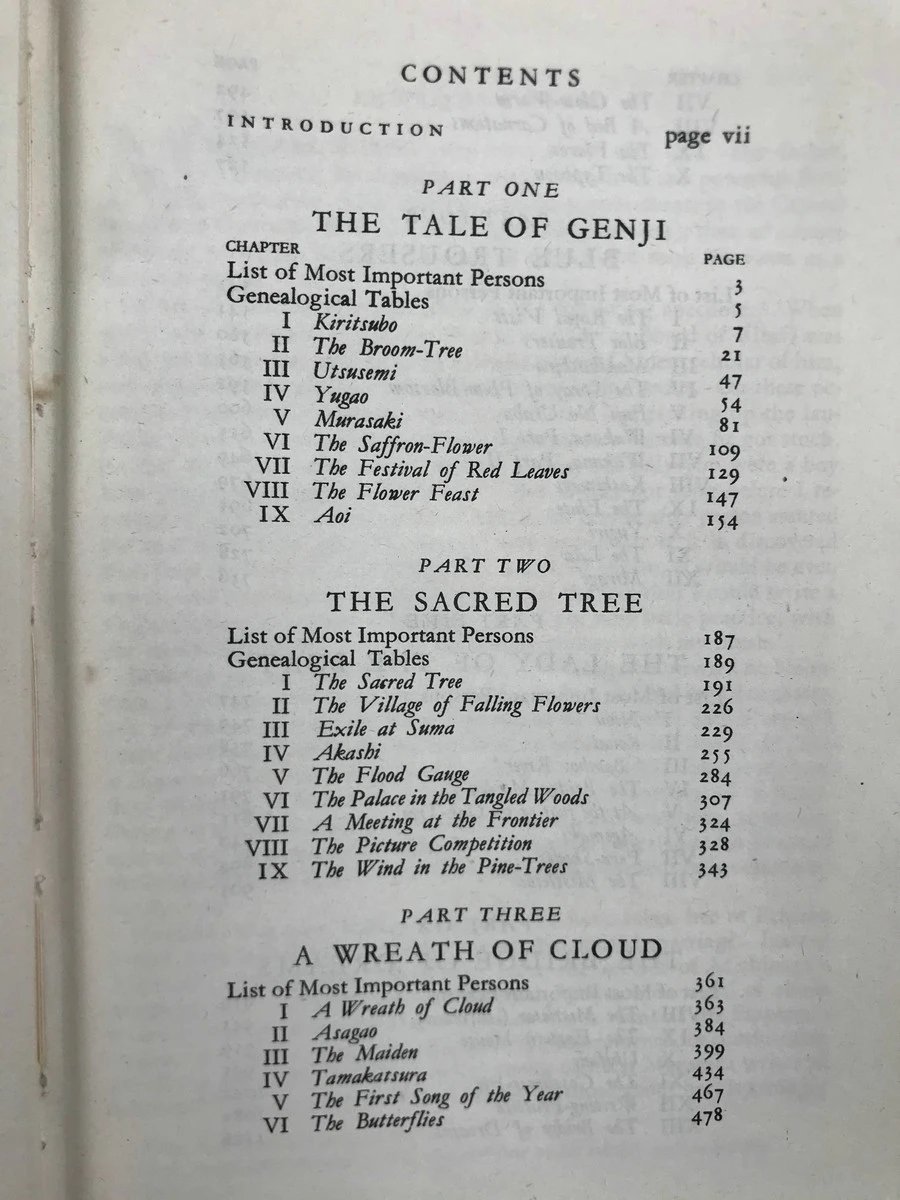 CONTENTS
INTRODUCTION page vii
PART ONE
THE TALE OF GENJI
CHAPTER PAGE
List of Most Important Persons 3
Genealogical Tables 5
I Kiritsubo 7
II The Broom-Tree 21
III Utsusemi 47
IV Yugao 54
V Murasaki 81
VI The Saffron-Flower 109
VII The Festival of Red Leaves 129
VIII The Flower Feast 147
IX Aoi 154
PART TWO
THE SACRED TREE
List of Most Important Persons 187
Genealogical Tables 189
I The Sacred Tree 191
II The Village of Falling Flowers 226
III Exile at Suma 229
IV Akashi 255
V The Flood Gauge 284
VI The Palace in the Tangled Woods 307
VII A Meeting at the Frontier 324
VIII The Picture Competition 328
IX The Wind in the Pine-Trees 343
PART THREE
A WREATH OF CLOUD
List of Most Important Persons 361
I A Wreath of Cloud 363
II Asagao 384
III The Maiden 399
IV Tamakatsura 434
V The First Song of the Year 467
VI The Butterflies 478